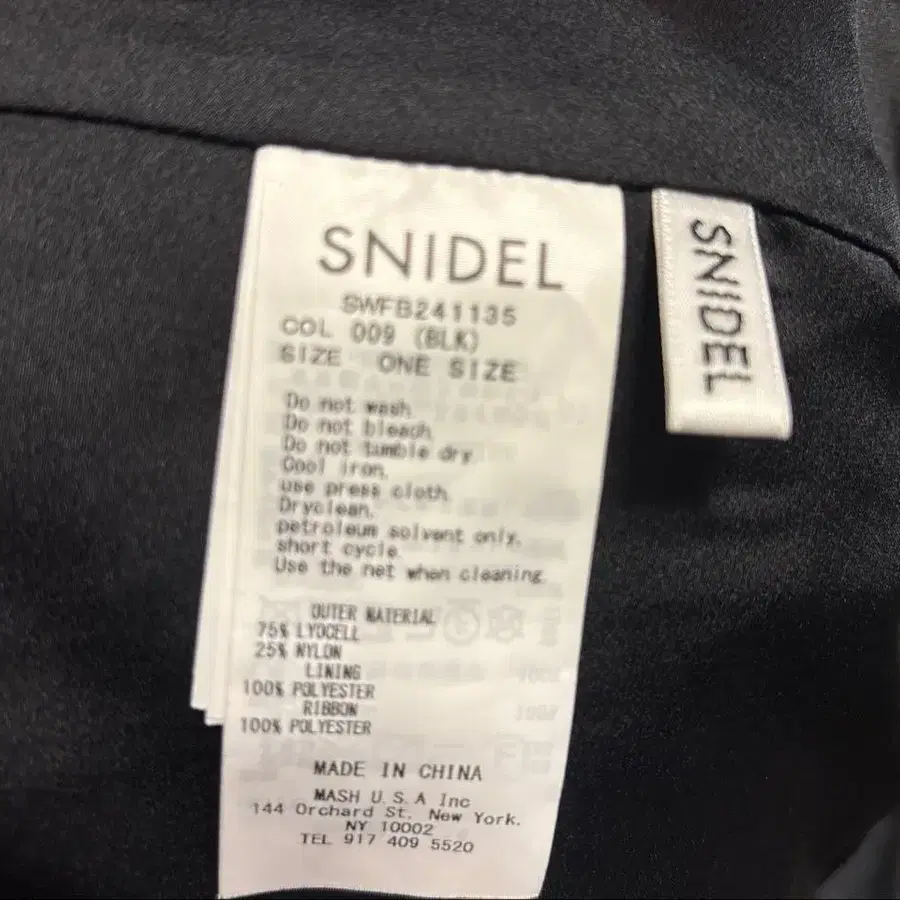 SNIDEL
SWFB241135
COL 009 (BLK)
SIZE ONE SIZE
Do not wash.
Do not bleach.
Do not tumble dry.
Cool iron,
use press cloth.
Dryclean,
petroleum solvent only,
short cycle.
Use the net when cleaning.
OUTER MATERIAL
75% LYOCELL
25% NYLON
LINING
100% POLYESTER
RIBBON
100% POLYESTER
MADE IN CHINA
MASH U.S.A Inc
144 Orchard St. New York.
NY 10002
TEL 917 409 5520
SNIDEL